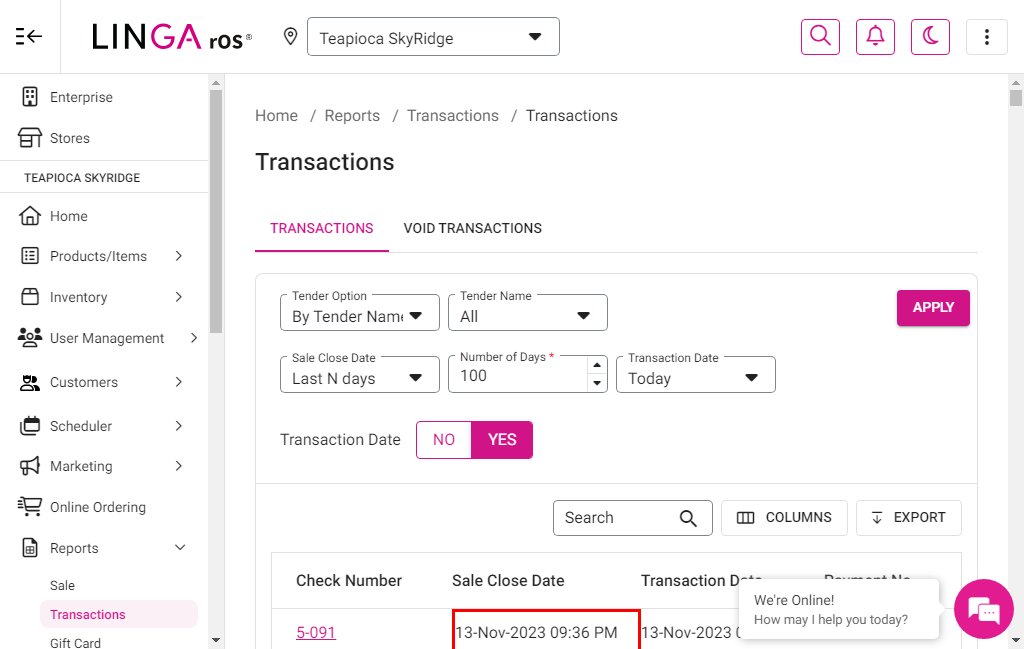 LINGA ros®
Teapioca SkyRidge
Enterprise
Stores
TEAPIOCA SKYRIDGE
Home
Products/Items
Inventory
User Management
Customers
Scheduler
Marketing
Online Ordering
Reports
Sale
Transactions
Gift Card
Home / Reports / Transactions / Transactions
Transactions
TRANSACTIONS VOID TRANSACTIONS
Tender Option
By Tender Name
Tender Name
All
APPLY
Sale Close Date
Last N days
Number of Days *
100
Transaction Date
Today
Transaction Date NO YES
Search COLUMNS EXPORT
Check Number Sale Close Date Transaction Date
5-091 13-Nov-2023 09:36 PM 13-Nov-2023
We're Online!
How may I help you today?